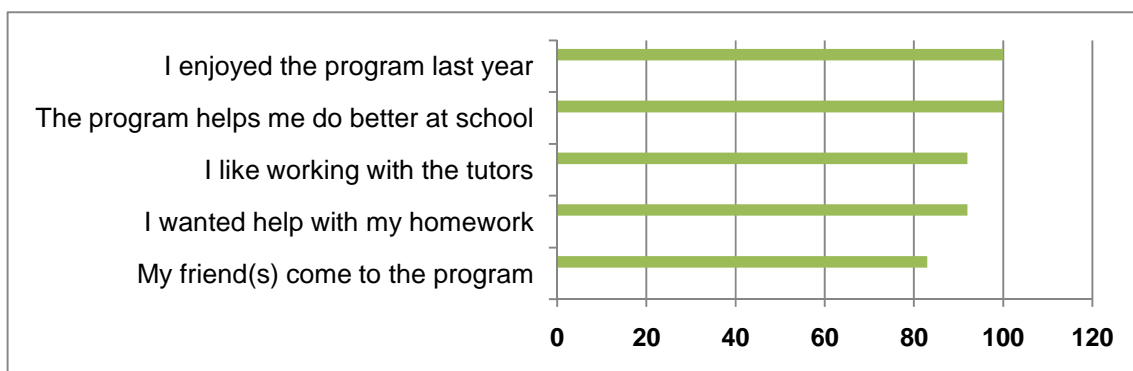 I enjoyed the program last year
The program helps me do better at school
I like working with the tutors
I wanted help with my homework
My friend(s) come to the program
0 20 40 60 80 100 120